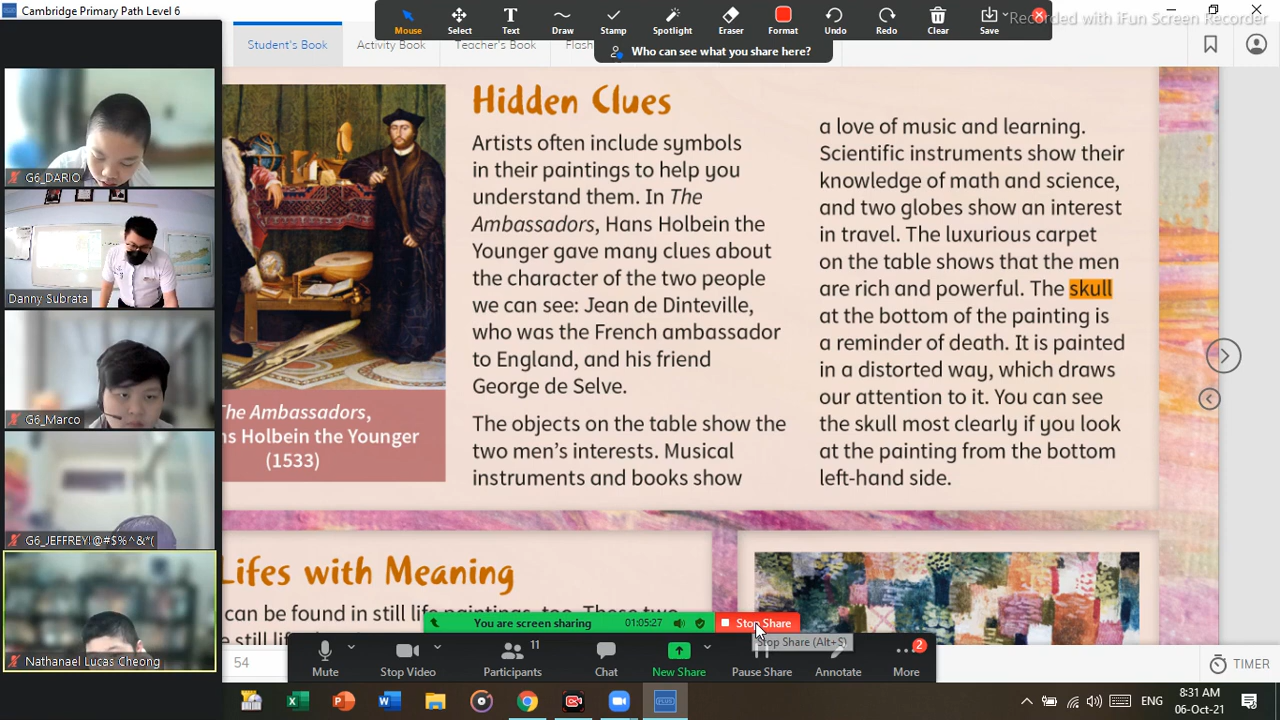 Cambridge Primary Path Level 6
Mouse
Select
Text
Draw
Stamp
Spotlight
Eraser
Format
Undo
Redo
Clear
Save
Recorded with iFun Screen Recorder
Who can see what you share here?
Student's Book
Activity Book
Teacher's Book
Flash
G6_DARIO
Danny Subrata
G6_Marco
G6_JEFFREY!@#$%^&*(
Nathanael Lucas Cheong
The Ambassadors,
ns Holbein the Younger
(1533)
Hidden Clues
Artists often include symbols
in their paintings to help you
understand them. In The
Ambassadors, Hans Holbein the
Younger gave many clues about
the character of the two people
we can see: Jean de Dinteville,
who was the French ambassador
to England, and his friend
George de Selve.
The objects on the table show the
two men's interests. Musical
instruments and books show
a love of music and learning.
Scientific instruments show their
knowledge of math and science,
and two globes show an interest
in travel. The luxurious carpet
on the table shows that the men
are rich and powerful. The skull
at the bottom of the painting is
a reminder of death. It is painted
in a distorted way, which draws
our attention to it. You can see
the skull most clearly if you look
at the painting from the bottom
left-hand side.
Lifes with Meaning
can be found in still life paintings, too. These two
You are screen sharing
01:05:27
Stop Share
Stop Share (Alt+S)
54
Mute
Stop Video
Participants
11
Chat
New Share
Pause Share
Annotate
More
2
TIMER
ENG
8:31 AM
06-Oct-21